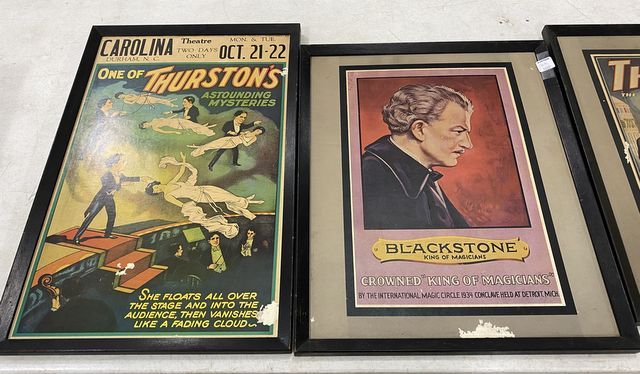 CAROLINA
DURHAM, N. C.
Theatre
TWO DAYS
ONLY
MON. & TUE.
OCT. 21-22
ONE OF THURSTON'S
ASTOUNDING
MYSTERIES
SHE FLOATS ALL OVER
THE STAGE AND INTO THE
AUDIENCE, THEN VANISHES
LIKE A FADING CLOUD
BLACKSTONE
KING OF MAGICIANS
CROWNED "KING OF MAGICIANS"
BY THE INTERNATIONAL MAGIC CIRCLE 1934 CONCLAVE HELD AT DETROIT, MICH.
TH